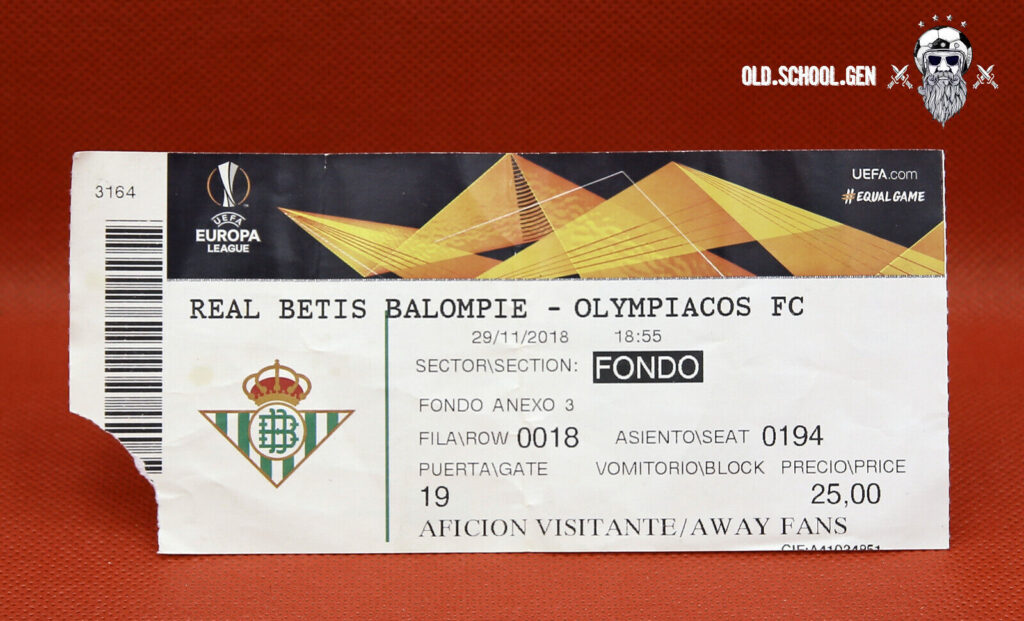 OLD.SCHOOL.GEN
3164
UEFA
EUROPA
LEAGUE
UEFA.com
#EQUALGAME
REAL BETIS BALOMPIE - OLYMPIACOS FC
29/11/2018 18:55
SECTOR\SECTION: FONDO
FONDO ANEXO 3
FILA\ROW 0018 ASIENTO\SEAT 0194
PUERTA\GATE VOMITORIO\BLOCK PRECIO\PRICE
19 25,00
AFICION VISITANTE/AWAY FANS